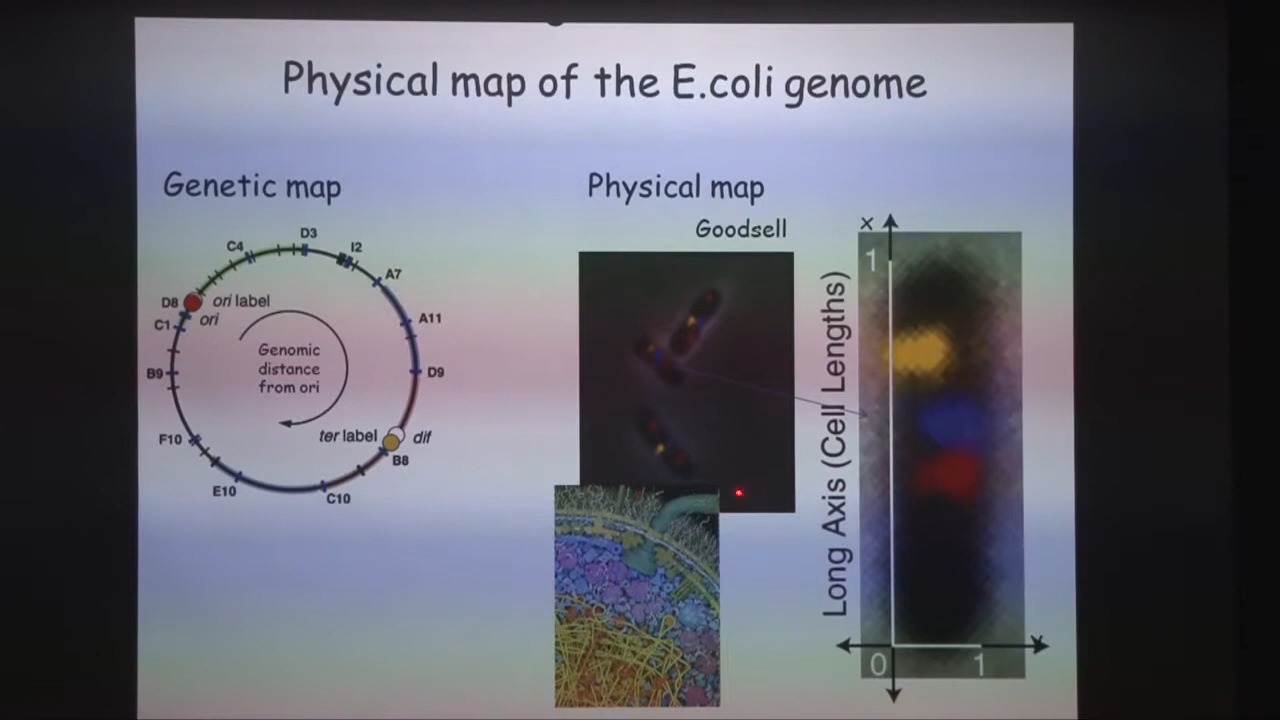 Physical map of the E.coli genome
Genetic map
Physical map
Goodsell
D3
C4
I2
A7
D8
ori label
C1
ori
A11
Genomic
distance
from ori
B9
D9
ter label
dif
F10
B8
E10
C10
x
1
Long Axis (Cell Lengths)
0
1